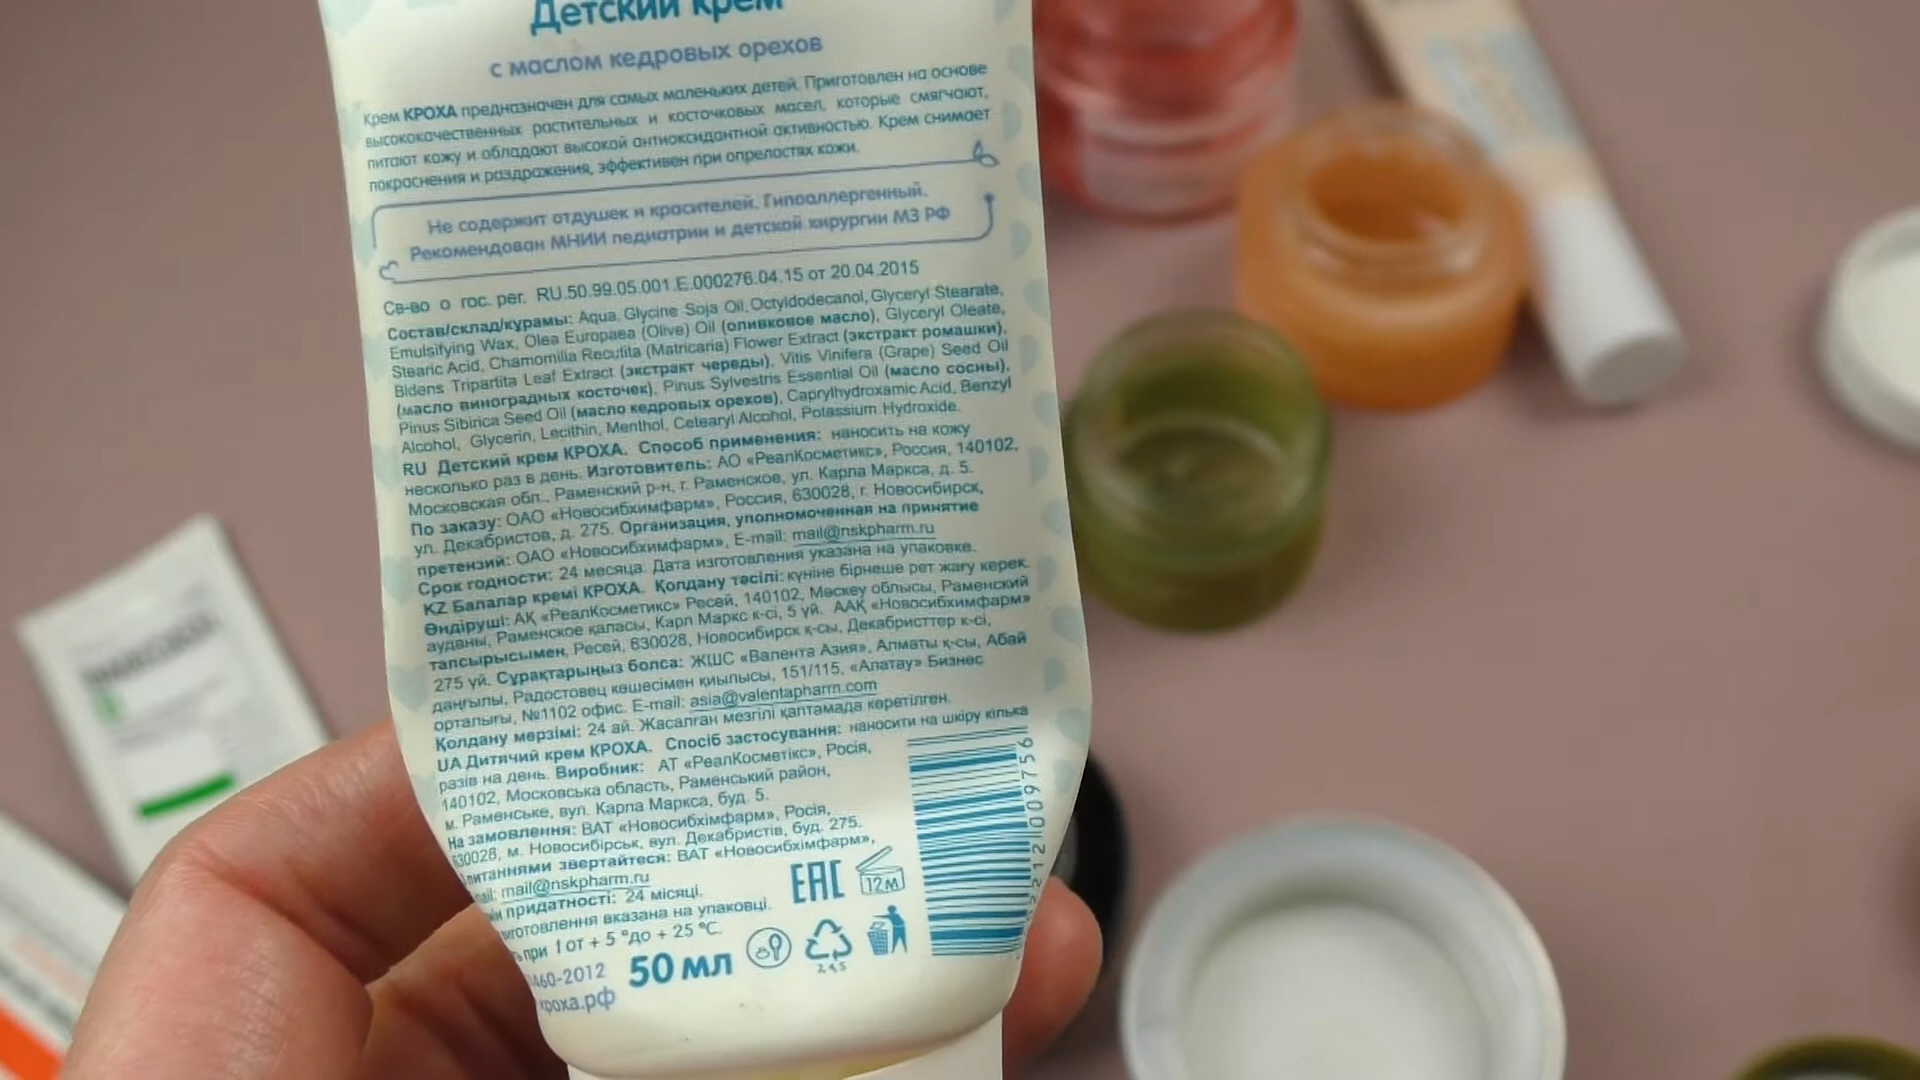 Детский крем
с маслом кедровых орехов
Крем КРОХА предназначен для самых маленьких детей. Приготовлен на основе
высококачественных растительных и косточковых масел, которые смягчают,
питают кожу и обладают высокой антиоксидантной активностью. Крем снимает
покраснения и раздражения, эффективен при опрелостях кожи.
Не содержит отдушек и красителей. Гипоаллергенный.
Рекомендован МНИИ педиатрии и детской хирургии МЗ РФ
Св-во о гос. рег. RU.50.99.05.001.Е.000276.04.15 от 20.04.2015
Состав/склад/курамы: Aqua, Glycine Soja Oil, Octyldodecanol, Glyceryl Stearate,
Emulsifying Wax, Olea Europaea (Olive) Oil (оливковое масло), Glyceryl Oleate,
Stearic Acid, Chamomilla Recutita (Matricaria) Flower Extract (экстракт ромашки),
Bidens Tripartita Leaf Extract (экстракт череды), Vitis Vinifera (Grape) Seed Oil
(масло виноградных косточек), Pinus Sylvestris Essential Oil (масло сосны),
Pinus Sibirica Seed Oil (масло кедровых орехов), Caprylhydroxamic Acid, Benzyl
Alcohol, Glycerin, Lecithin, Menthol, Cetearyl Alcohol, Potassium Hydroxide.
RU Детский крем КРОХА. Способ применения: наносить на кожу
несколько раз в день. Изготовитель: АО «РеалКосметикс», Россия, 140102,
Московская обл., Раменский р-н, г. Раменское, ул. Карла Маркса, д. 5.
По заказу: ОАО «Новосибхимфарм», Россия, 630028, г. Новосибирск,
ул. Декабристов, д. 275. Организация, уполномоченная на принятие
претензий: ОАО «Новосибхимфарм», E-mail: mail@nskpharm.ru
Срок годности: 24 месяца. Дата изготовления указана на упаковке.
KZ Балалар кремі КРОХА. Қолдану тәсілі: күніне бірнеше рет жағу керек.
Өндіруші: АҚ «РеалКосметикс» Ресей, 140102, Мәскеу облысы, Раменский
ауданы, Раменское қаласы, Карл Маркс к-сі, 5 үй. ААҚ «Новосибхимфарм»
тапсырысымен, Ресей, 630028, Новосибирск қ-сы, Декабристтер к-сі,
275 үй. Сұрақтарыңыз болса: ЖШС «Валента Азия», Алматы қ-сы, Абай
даңғылы, Радостовец көшесімен қиылысы, 151/115, «Алатау» Бизнес
орталығы, №1102 офис. E-mail: asia@valentapharm.com
Қолдану мерзімі: 24 ай. Жасалған мезгілі қаптамада көрсетілген.
UA Дитячий крем КРОХА. Спосіб застосування: наносити на шкіру кілька
разів на день. Виробник: АТ «РеалКосметікс», Росія,
140102, Московська область, Раменський район,
м. Раменське, вул. Карла Маркса, буд. 5.
На замовлення: ВАТ «Новосибхімфарм», Росія,
630028, м. Новосибірськ, вул. Декабристів, буд. 275.
питаннями звертайтеся: ВАТ «Новосибхімфарм»,
mail@nskpharm.ru
придатності: 24 місяці.
иготовлення вказана на упаковці.
при t от + 5 °до + 25 °C.
ЕАС
12м
60-2012
50 мл
кроха.рф